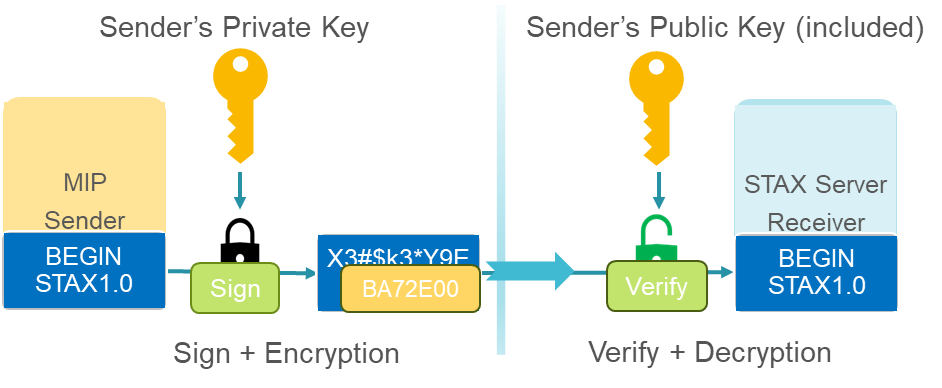 Sender's Private Key
Sender's Public Key (included)
MIP
Sender
BEGIN
STAX1.0
Sign
X3#$k3*Y9E
BA72E00
Verify
STAX Server
Receiver
BEGIN
STAX1.0
Sign + Encryption
Verify + Decryption